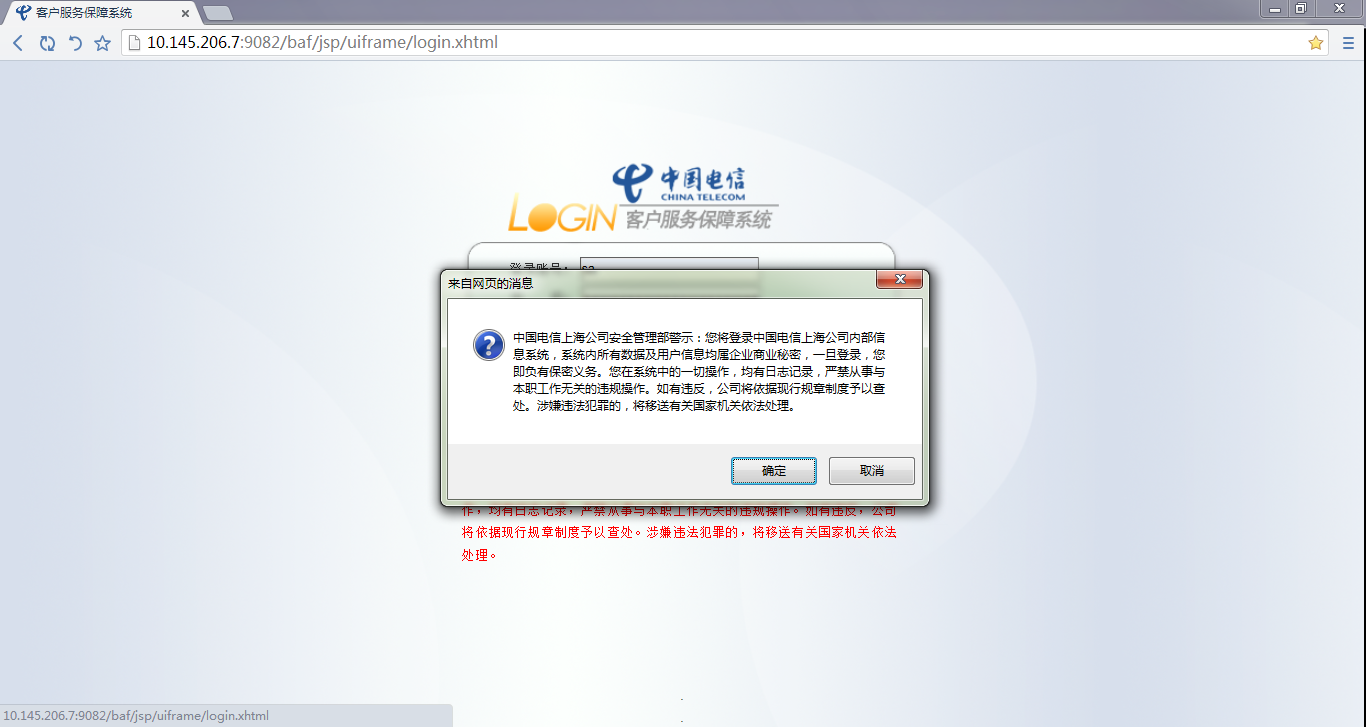 客户服务保障系统
10.145.206.7:9082/baf/jsp/uiframe/login.xhtml
中国电信
CHINA TELECOM
LOGIN 客户服务保障系统
登录账号：
来自网页的消息
中国电信上海公司安全管理部警示：您将登录中国电信上海公司内部信
息系统，系统内所有数据及用户信息均属企业商业秘密，一旦登录，您
即负有保密义务。您在系统中的一切操作，均有日志记录，严禁从事与
本职工作无关的违规操作。如有违反，公司将依据现行规章制度予以查
处。涉嫌违法犯罪的，将移送有关国家机关依法处理。
确定 取消
作，均有日志记录，严禁从事与本职工作无关的违规操作。如有违反，公司
将依据现行规章制度予以查处。涉嫌违法犯罪的，将移送有关国家机关依法
处理。
10.145.206.7:9082/baf/jsp/uiframe/login.xhtml